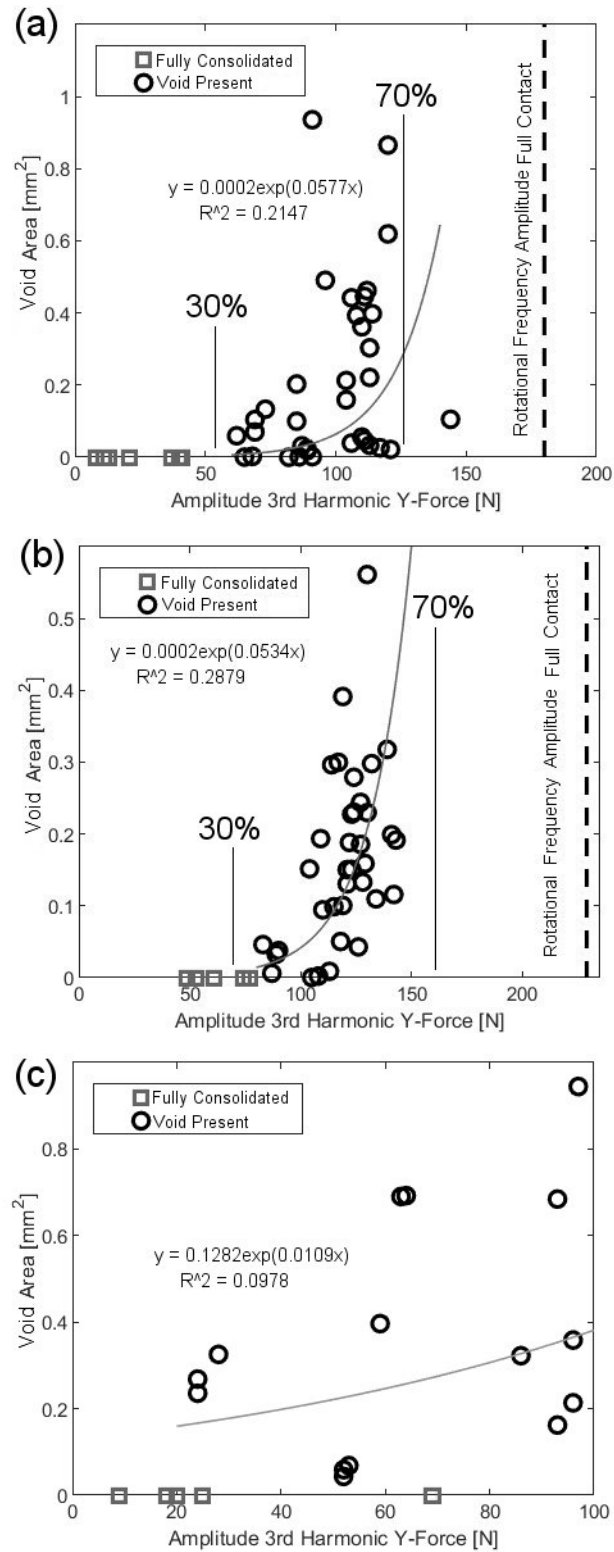 (a)
Fully Consolidated
Void Present
70%
30%
y = 0.0002exp(0.0577x)
R^2 = 0.2147
Rotational Frequency Amplitude Full Contact
Void Area [mm2]
1
0.8
0.6
0.4
0.2
0
0 50 100 150 200
Amplitude 3rd Harmonic Y-Force [N]
(b)
Fully Consolidated
Void Present
70%
30%
y = 0.0002exp(0.0534x)
R^2 = 0.2879
Rotational Frequency Amplitude Full Contact
Void Area [mm2]
0.5
0.4
0.3
0.2
0.1
0
0 50 100 150 200
Amplitude 3rd Harmonic Y-Force [N]
(c)
Fully Consolidated
Void Present
y = 0.1282exp(0.0109x)
R^2 = 0.0978
Void Area [mm2]
0.8
0.6
0.4
0.2
0
0 20 40 60 80 100
Amplitude 3rd Harmonic Y-Force [N]